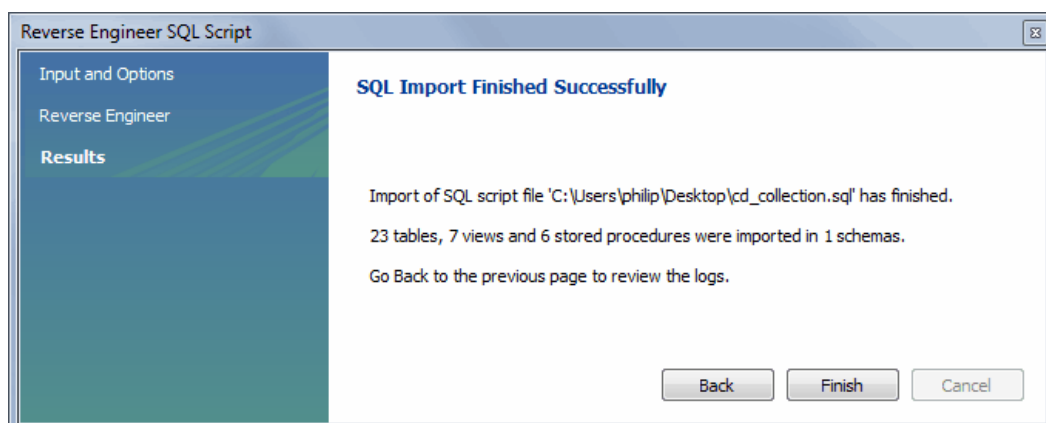 Reverse Engineer SQL Script
Input and Options
Reverse Engineer
Results
SQL Import Finished Successfully
Import of SQL script file 'C:\Users\philip\Desktop\cd_collection.sql' has finished.
23 tables, 7 views and 6 stored procedures were imported in 1 schemas.
Go Back to the previous page to review the logs.
Back
Finish
Cancel